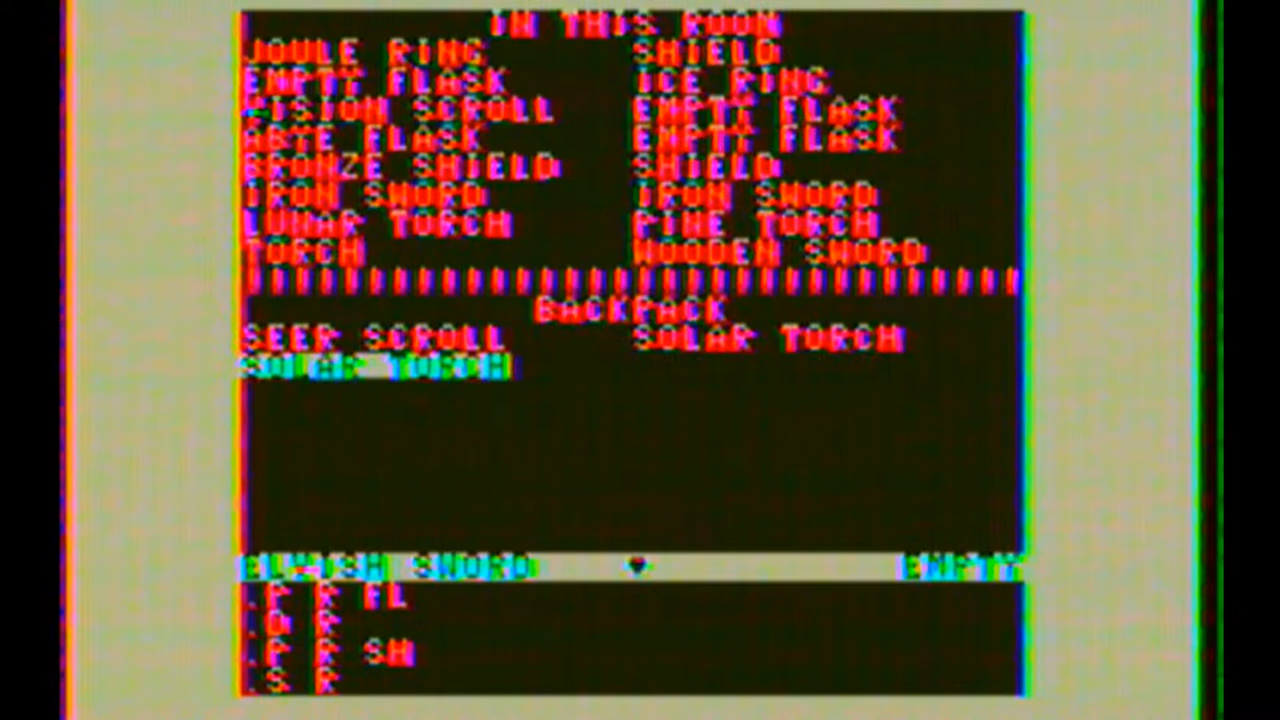 IN THIS ROOM
JOULE RING SHIELD
EMPTY FLASK ICE RING
VISION SCROLL EMPTY FLASK
ABYE FLASK EMPTY FLASK
BRONZE SHIELD SHIELD
IRON SWORD IRON SWORD
LUNAR TORCH PINE TORCH
TORCH WOODEN SWORD
!!!!!!!!!!!!!!!!!!!!!!!!!!!!!!!!
BACKPACK
SEER SCROLL SOLAR TORCH
SOLAR TORCH
ELVISH SWORD EMPTY
.P R FL
.D R
.P R SH
.S R